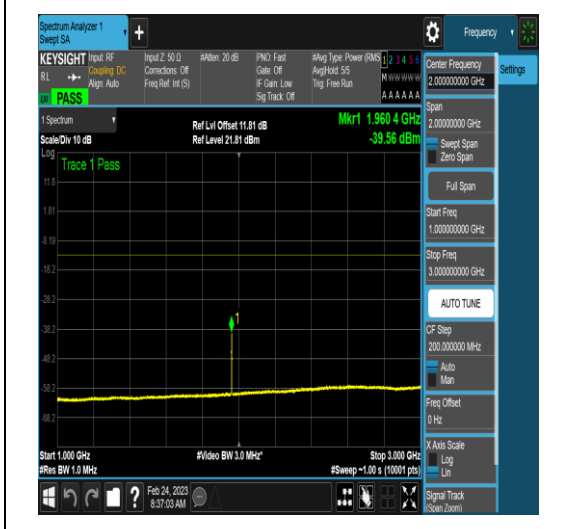 Spectrum Analyzer 1
Swept SA
Frequency
KEYSIGHT
RL
PASS
Input: RF
Coupling: DC
Align: Auto
Input Z: 50 Ω
Corrections: Off
Freq Ref: Int (S)
#Atten: 20 dB
PNO: Fast
Gate: Off
IF Gain: Low
Sig Track: Off
#Avg Type: Power (RMS
Avg|Hold: 5/5
Trig: Free Run
1 2 3 4 5 6
M W W W W W
A A A A A A
1 Spectrum
Scale/Div 10 dB
Ref Lvl Offset 11.81 dB
Ref Level 21.81 dBm
Mkr1 1.960 4 GHz
-39.56 dBm
Log
Trace 1 Pass
11.8
1.81
-8.19
-18.2
-28.2
-38.2
-48.2
-58.2
-68.2
1
Start 1.000 GHz
#Res BW 1.0 MHz
#Video BW 3.0 MHz*
Stop 3.000 GHz
#Sweep ~1.00 s (10001 pts)
Feb 24, 2023
8:37:03 AM
Center Frequency
2.000000000 GHz
Settings
Span
2.00000000 GHz
Swept Span
Zero Span
Full Span
Start Freq
1.000000000 GHz
Stop Freq
3.000000000 GHz
AUTO TUNE
CF Step
200.000000 MHz
Auto
Man
Freq Offset
0 Hz
X Axis Scale
Log
Lin
Signal Track
(Span Zoom)